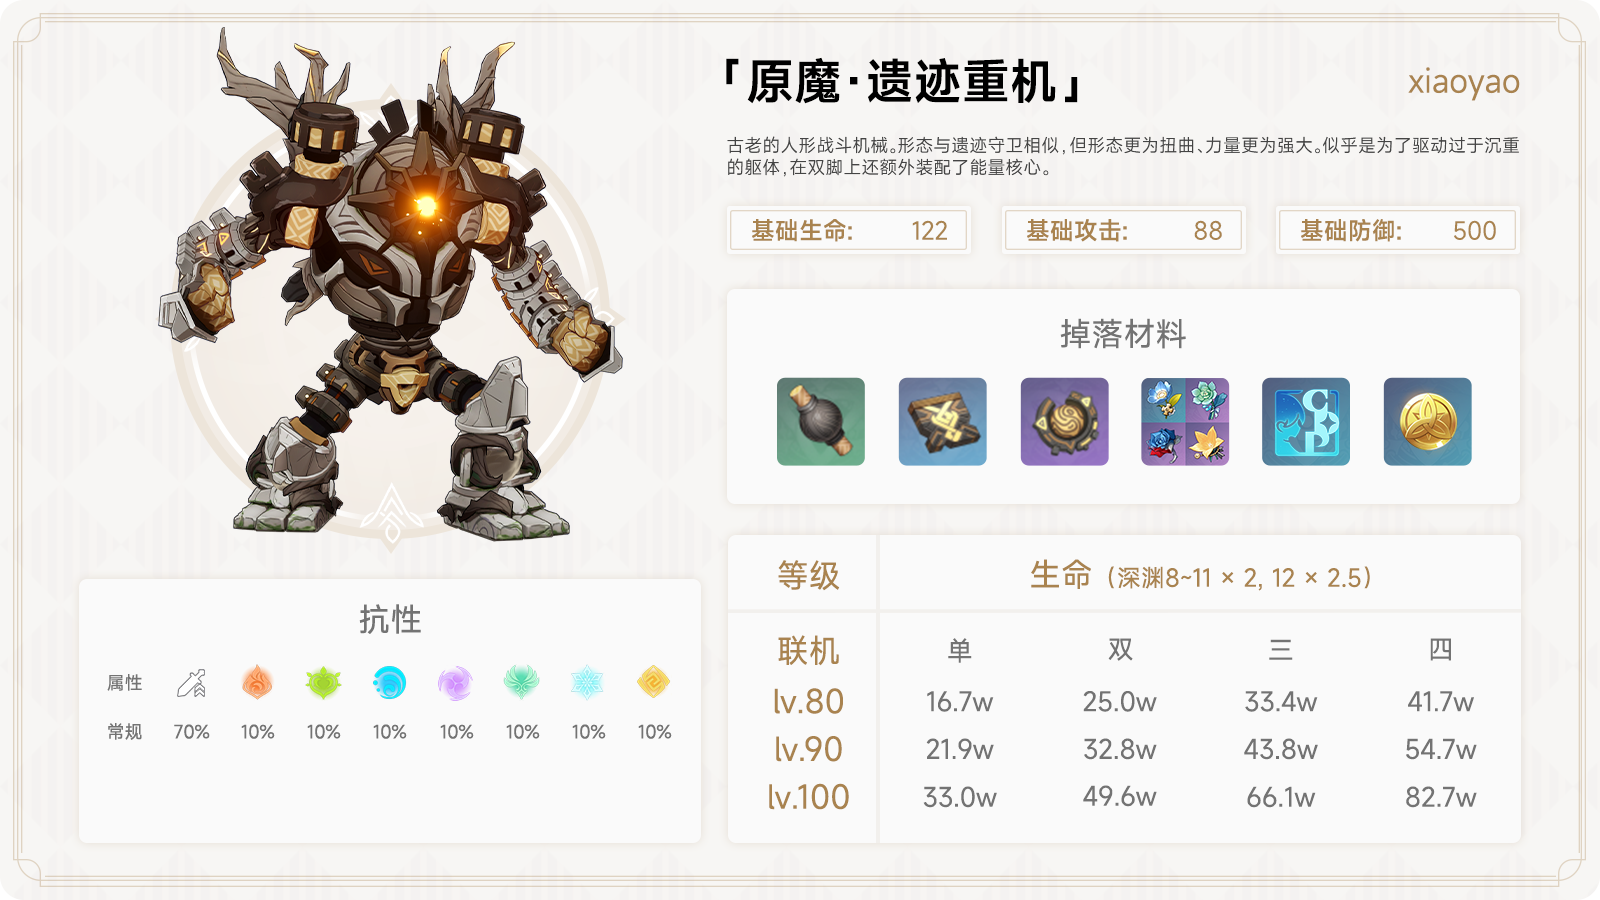 「原魔·遗迹重机」
xiaoyao
古老的人形战斗机械。形态与遗迹守卫相似,但形态更为扭曲、力量更为强大。似乎是为了驱动过于沉重
的躯体,在双脚上还额外装配了能量核心。
基础生命: 122
基础攻击: 88
基础防御: 500
掉落材料
抗性
属性
常规 70% 10% 10% 10% 10% 10% 10% 10%
等级 生命(深渊8~11 × 2, 12 × 2.5)
联机 单 双 三 四
lv.80 16.7w 25.0w 33.4w 41.7w
lv.90 21.9w 32.8w 43.8w 54.7w
lv.100 33.0w 49.6w 66.1w 82.7w